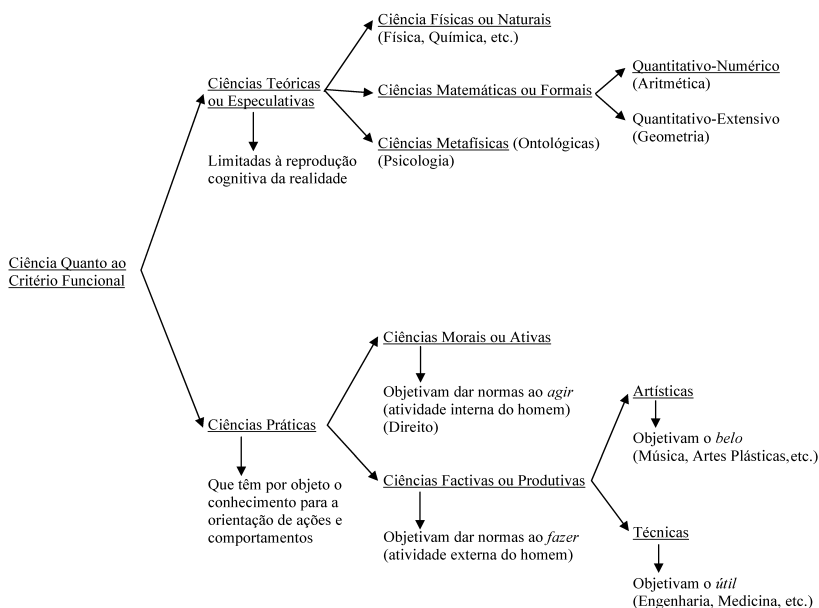 Ciência Físicas ou Naturais
(Física, Química, etc.)
Quantitativo-Numérico
(Aritmética)
Ciências Teóricas
ou Especulativas
Ciências Matemáticas ou Formais
Quantitativo-Extensivo
(Geometria)
Ciências Metafísicas (Ontológicas)
(Psicologia)
Limitadas à reprodução
cognitiva da realidade
Ciência Quanto ao
Critério Funcional
Ciências Morais ou Ativas
Objetivam dar normas ao agir
(atividade interna do homem)
(Direito)
Artísticas
Objetivam o belo
(Música, Artes Plásticas,etc.)
Ciências Práticas
Que têm por objeto o
conhecimento para a
orientação de ações e
comportamentos
Ciências Factivas ou Produtivas
Objetivam dar normas ao fazer
(atividade externa do homem)
Técnicas
Objetivam o útil
(Engenharia, Medicina, etc.)